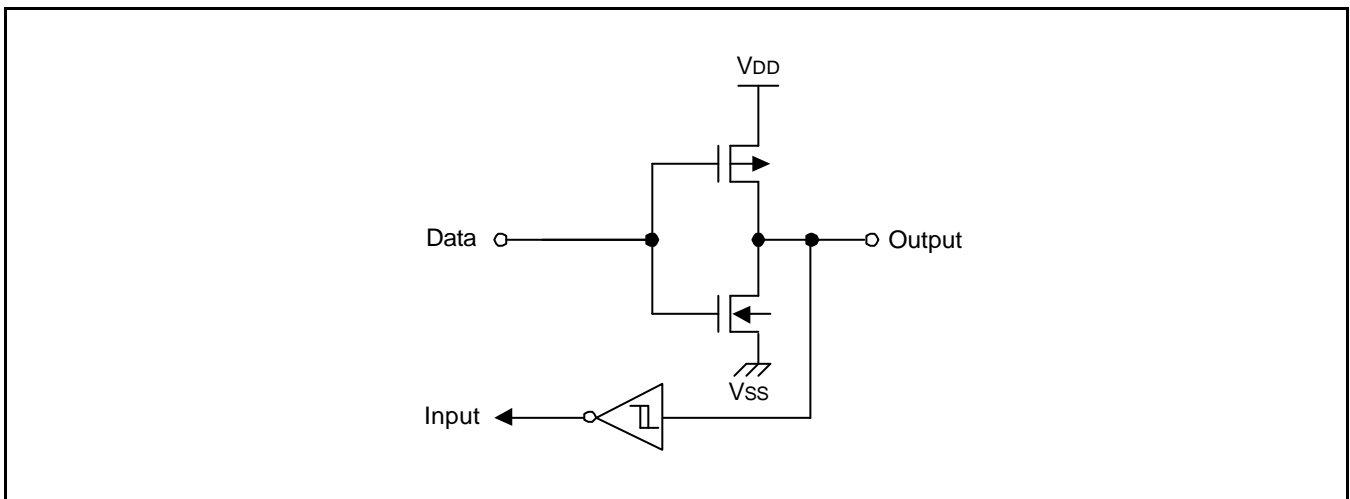 VDD
Data
Output
VSS
Input